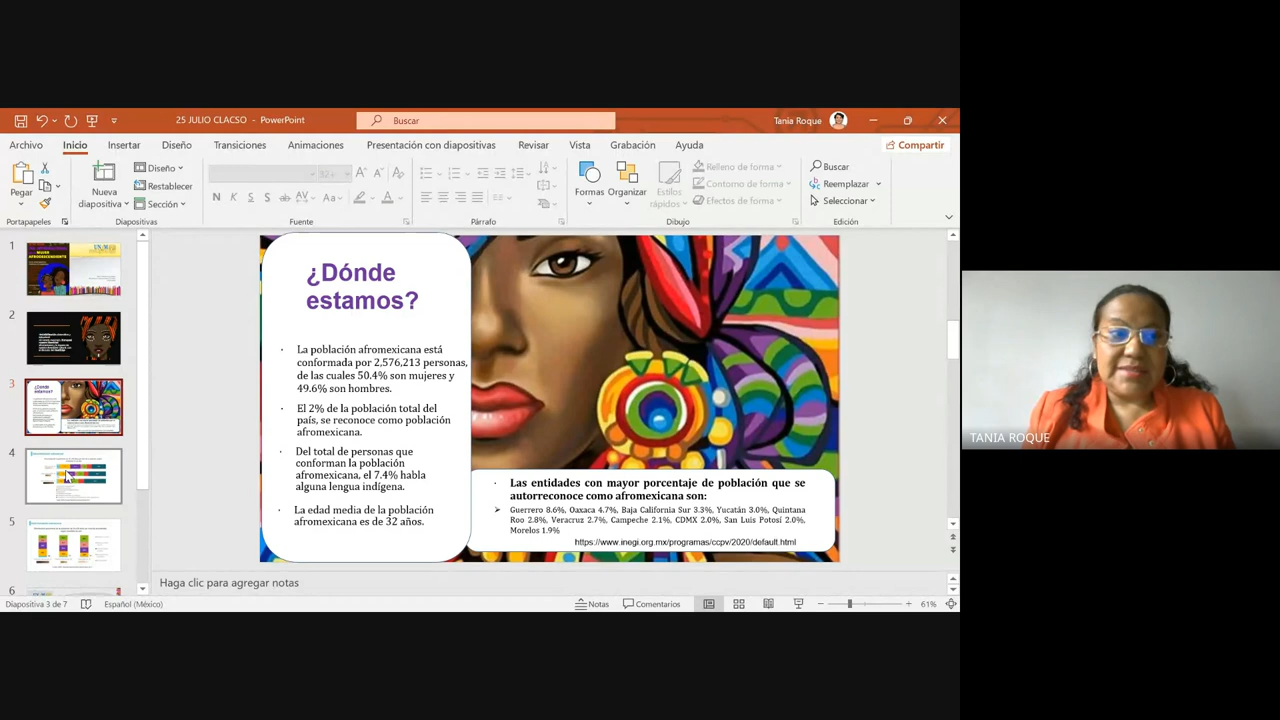 25 JULIO CLACSO - PowerPoint
Buscar
Tania Roque
Archivo Inicio Insertar Diseño Transiciones Animaciones Presentación con diapositivas Revisar Vista Grabación Ayuda
Compartir
Pegar
Nueva
diapositiva
Diseño
Restablecer
Sección
N K S S ab AV Aa A
Formas
Organizar
Estilos
rápidos
Relleno de forma
Contorno de forma
Efectos de forma
Buscar
Reemplazar
Seleccionar
Portapapeles
Diapositivas
Fuente
Párrafo
Dibujo
Edición
1
2
3
4
5
6
¿Dónde
estamos?
· La población afromexicana está
conformada por 2,576,213 personas,
de las cuales 50.4% son mujeres y
49.6% son hombres.
· El 2% de la población total del
país, se reconoce como población
afromexicana.
· Del total de personas que
conforman la población
afromexicana, el 7.4% habla
alguna lengua indígena.
· La edad media de la población
afromexicana es de 32 años.
Las entidades con mayor porcentaje de población que se
autorreconoce como afromexicana son:
Guerrero 8.6%, Oaxaca 4.7%, Baja California Sur 3.3%, Yucatán 3.0%, Quintana
Roo 2.8%, Veracruz 2.7%, Campeche 2.1%, CDMX 2.0%, San Luis Potosí 2.0%,
Morelos 1.9%
https://www.inegi.org.mx/programas/ccpv/2020/default.html
TANIA ROQUE
Haga clic para agregar notas
Diapositiva 3 de 7
Español (México)
Notas
Comentarios
61%